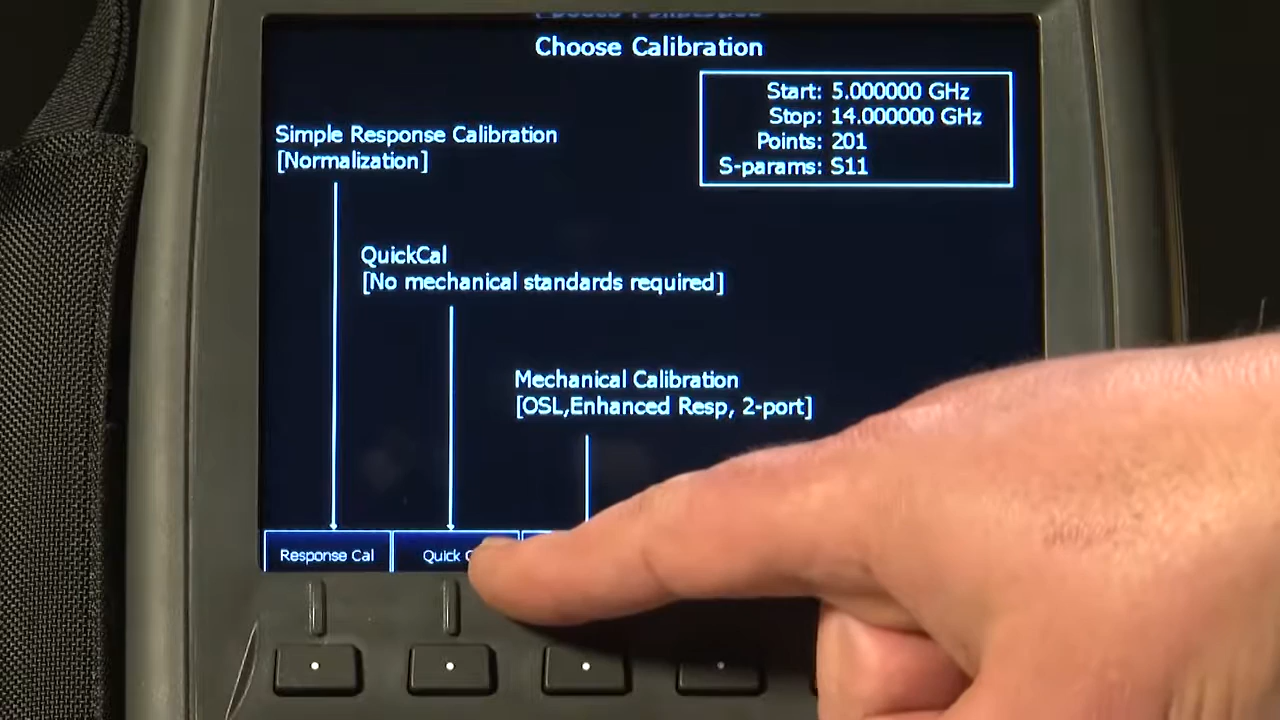 Choose Calibration
Start: 5.000000 GHz
Stop: 14.000000 GHz
Points: 201
S-params: S11
Simple Response Calibration
[Normalization]
QuickCal
[No mechanical standards required]
Mechanical Calibration
[OSL,Enhanced Resp, 2-port]
Response Cal
Quick